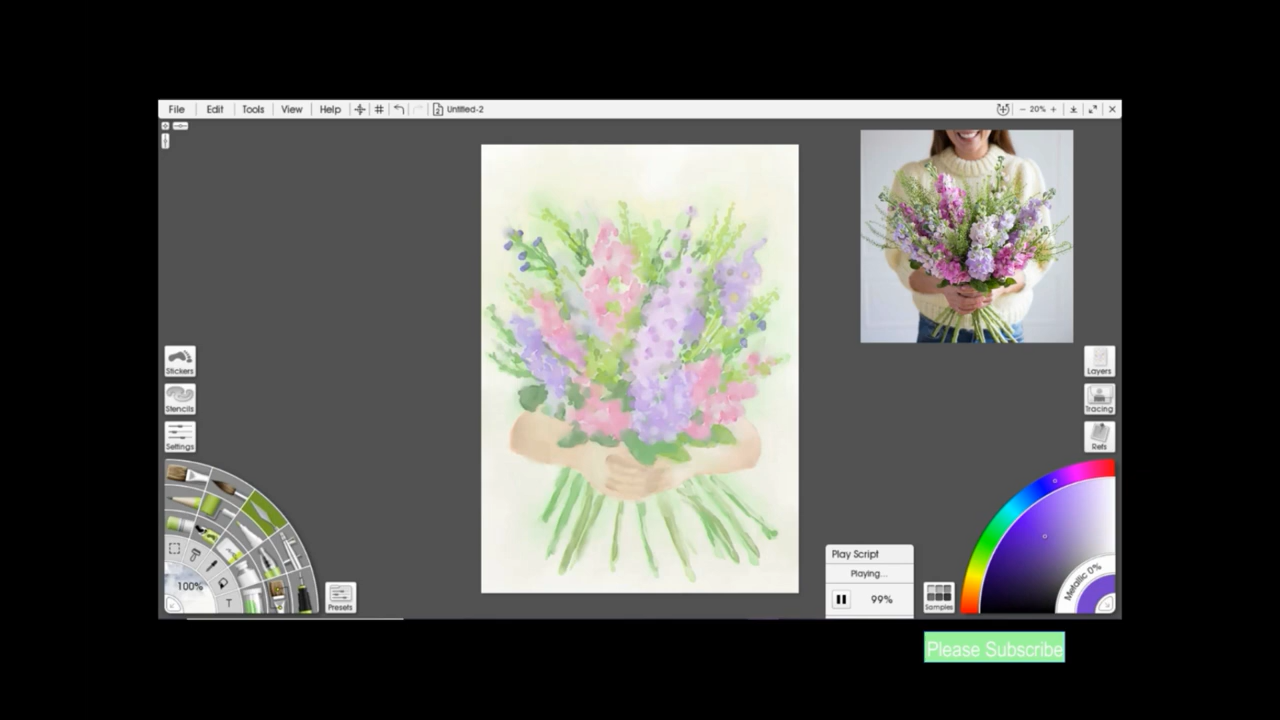 File Edit Tools View Help Untitled-2 20%
Stickers
Stencils
Settings
Layers
Tracing
Refs
100%
T
Presets
Play Script
Playing...
99%
Samples
Metallic 0%
Please Subscribe